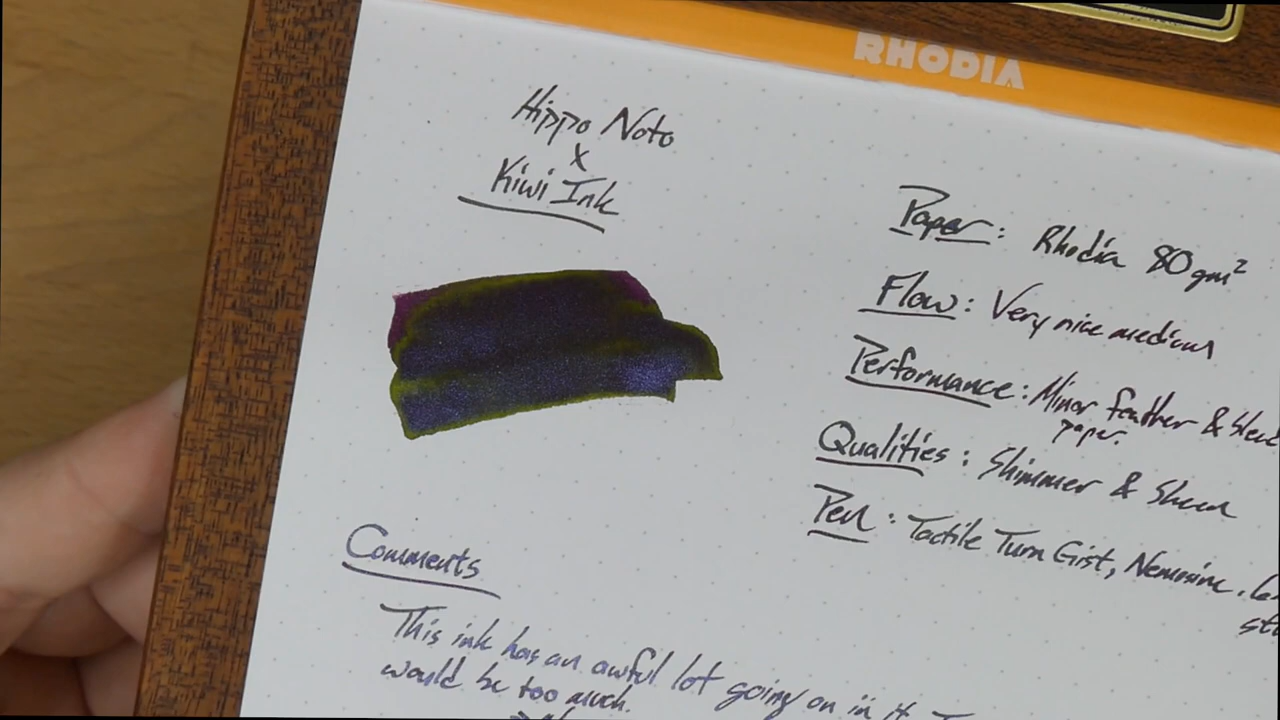 RHODIA
Hippo Noto
x
Kiwi Ink
Paper: Rhodia 80gm²
Flow: Very nice medium
Performance: Minor feather &
paper.
Qualities: Shimmer & Sheen
Pen: Tactile Turn Gist, Nemosine
Comments
This ink has an awful lot going on in it.
would be too much.